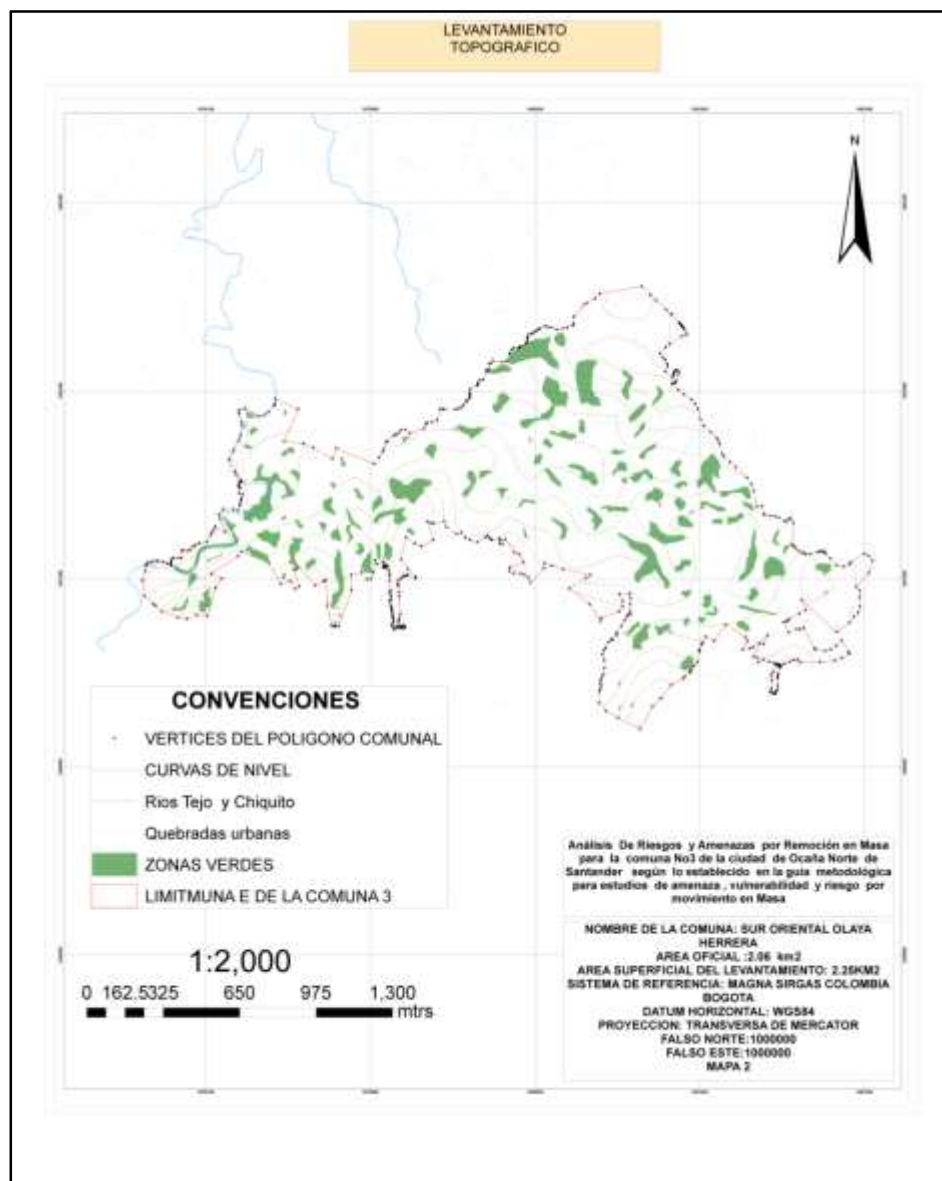 LEVANTAMIENTO
TOPOGRAFICO
N
CONVENCIONES
VERTICES DEL POLIGONO COMUNAL
CURVAS DE NIVEL
Rios Tejo y Chiquito
Quebradas urbanas
ZONAS VERDES
LIMITMUNA E DE LA COMUNA 3
1:2,000
0 162.5325 650 975 1,300
mtrs
Análisis De Riesgos y Amenazas por Remoción en Masa
para la comuna No3 de la ciudad de Ocaña Norte de
Santander según lo establecido en la guia metodológica
para estudios de amenaza , vulnerabilidad y riesgo por
movimiento en Masa
NOMBRE DE LA COMUNA: SUR ORIENTAL OLAYA
HERRERA
AREA OFICIAL :2.06 km2
AREA SUPERFICIAL DEL LEVANTAMIENTO: 2.25KM2
SISTEMA DE REFERENCIA: MAGNA SIRGAS COLOMBIA
BOGOTA
DATUM HORIZONTAL: WGS84
PROYECCION: TRANSVERSA DE MERCATOR
FALSO NORTE:1000000
FALSO ESTE:1000000
MAPA 2